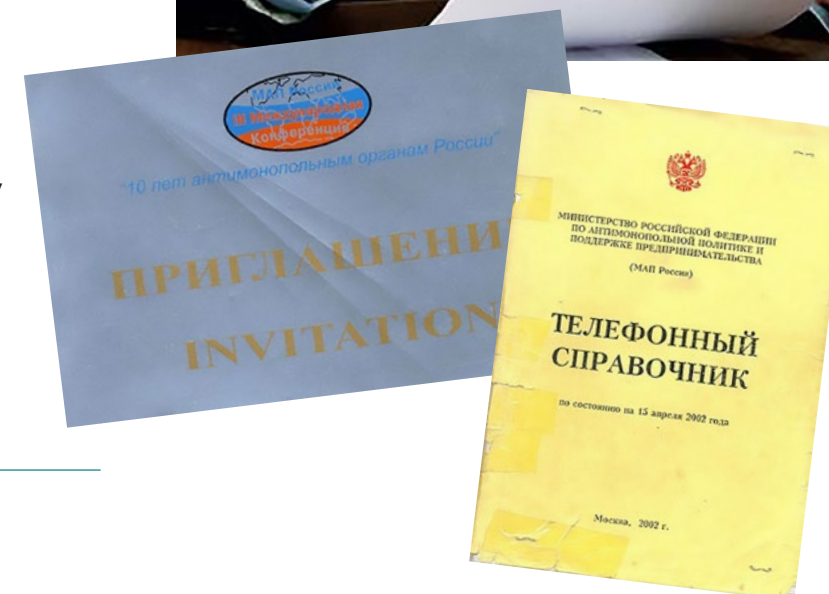 МАП России
III Международная
Конференция
"10 лет антимонопольным органам России"
ПРИГЛАШЕНИ
INVITATION
МИНИСТЕРСТВО РОССИЙСКОЙ ФЕДЕРАЦИИ
ПО АНТИМОНОПОЛЬНОЙ ПОЛИТИКЕ И
ПОДДЕРЖКЕ ПРЕДПРИНИМАТЕЛЬСТВА
(МАП России)
ТЕЛЕФОННЫЙ
СПРАВОЧНИК
по состоянию на 15 апреля 2002 года
Москва, 2002 г.